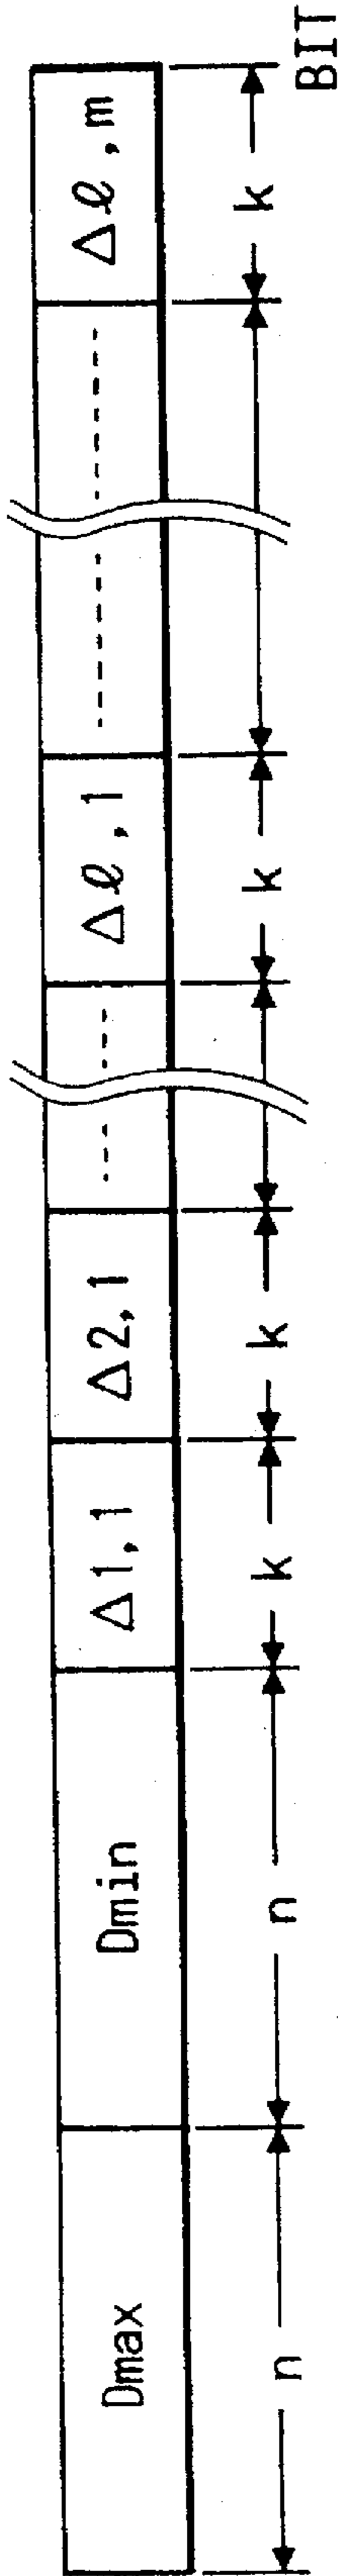 Dmax Dmin Δ1,1 Δ2,1 ----- Δℓ,1 ----- Δℓ,m
n n k k k k BIT